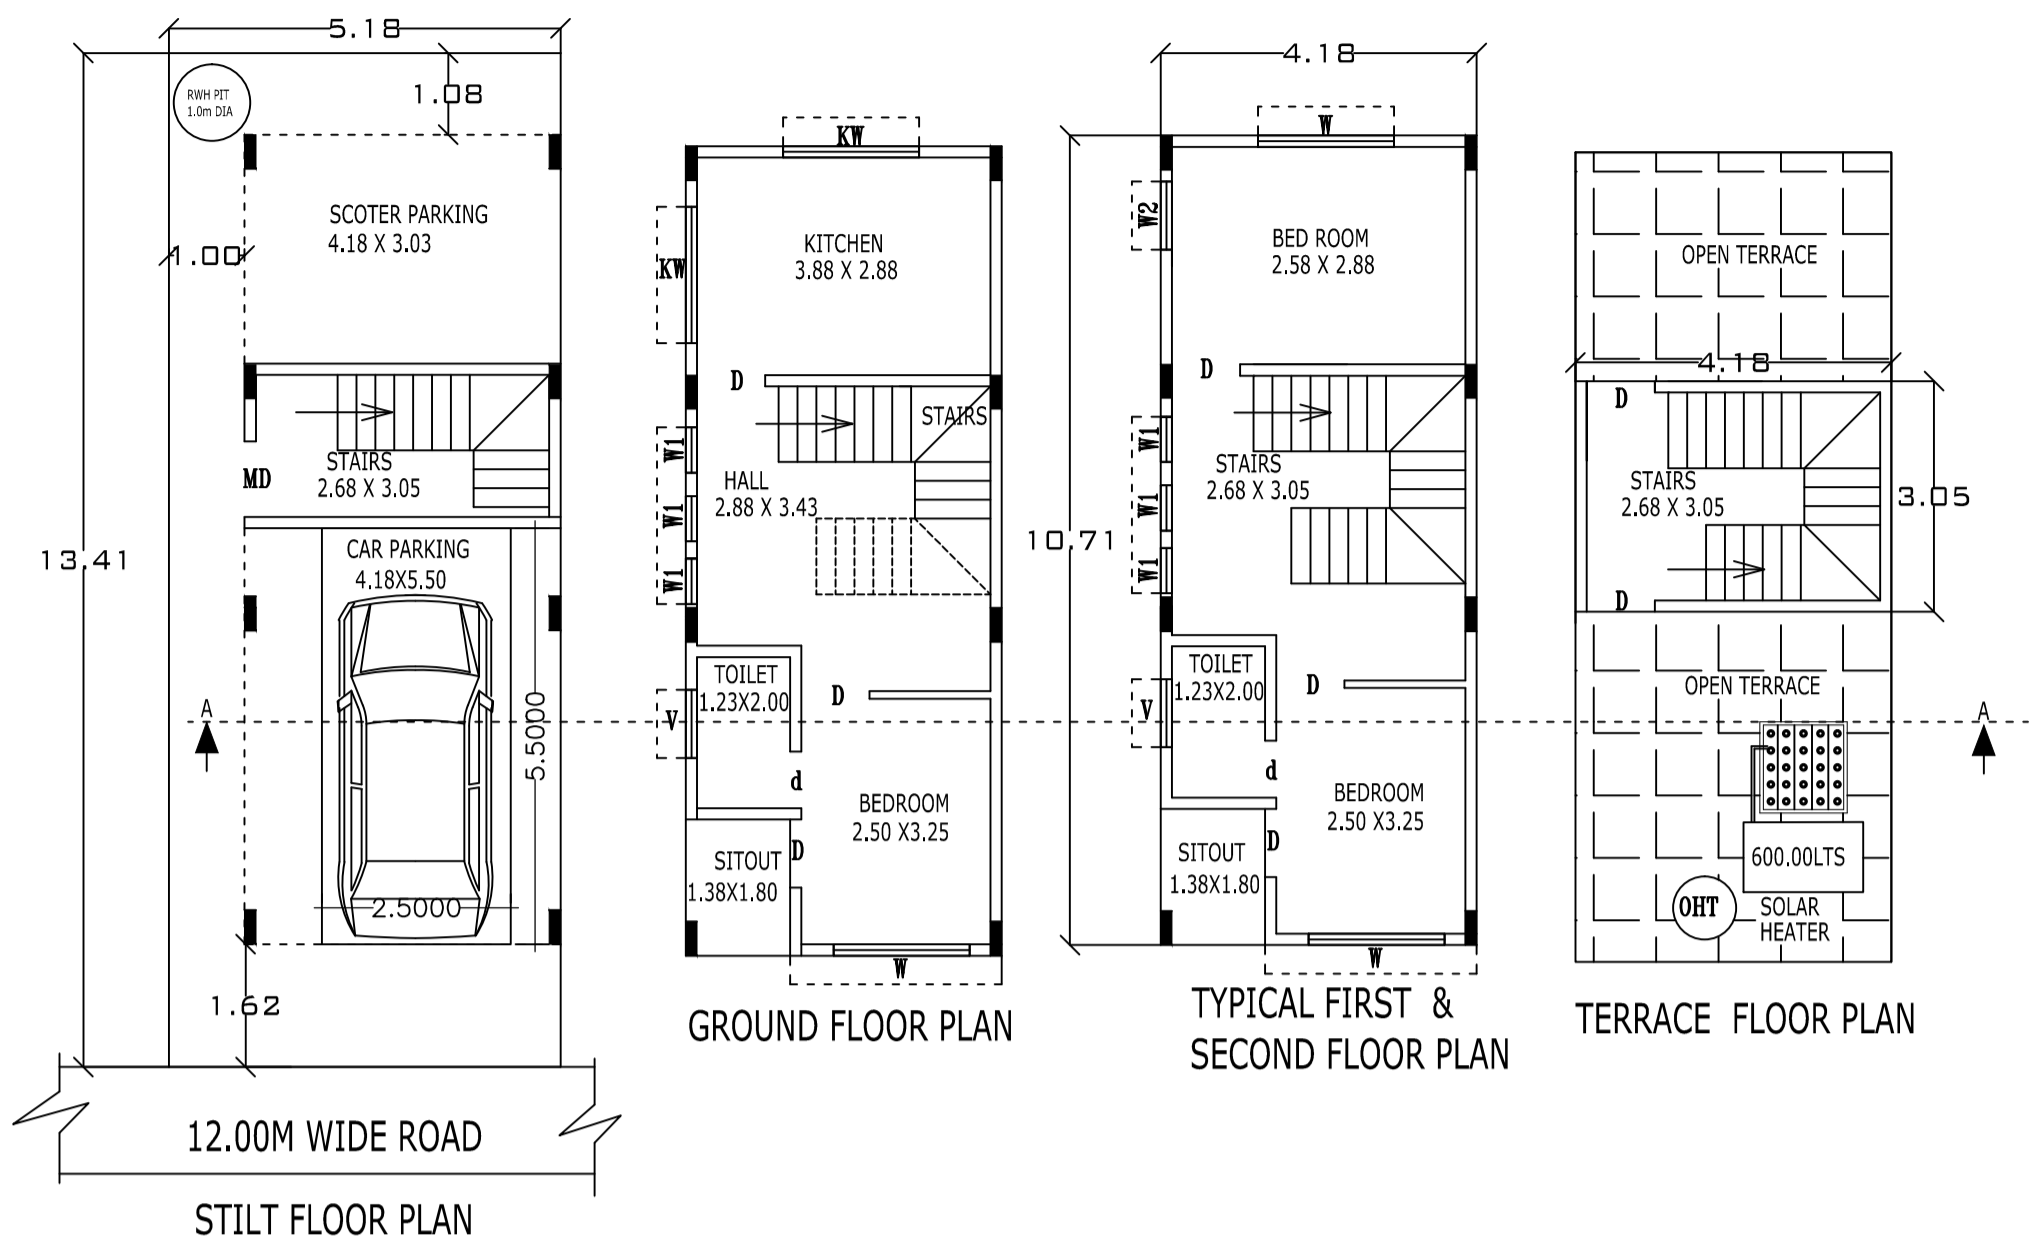 5.18
RWH PIT
1.0m DIA
1.08
SCOTER PARKING
4.18 X 3.03
1.00
STAIRS
2.68 X 3.05
MD
13.41
CAR PARKING
4.18X5.50
5.5000
A
2.5000
1.62
12.00M WIDE ROAD
STILT FLOOR PLAN
KW
KITCHEN
3.88 X 2.88
KW
D
STAIRS
W1
HALL
2.88 X 3.43
W1
W1
TOILET
1.23X2.00
D
V
d
BEDROOM
2.50 X3.25
D
SITOUT
1.38X1.80
W
GROUND FLOOR PLAN
4.18
W
W2
BED ROOM
2.58 X 2.88
D
W1
STAIRS
2.68 X 3.05
W1
10.71
W1
TOILET
1.23X2.00
D
V
d
BEDROOM
2.50 X3.25
D
SITOUT
1.38X1.80
W
TYPICAL FIRST &
SECOND FLOOR PLAN
OPEN TERRACE
4.18
D
STAIRS
2.68 X 3.05
3.05
D
OPEN TERRACE
A
600.00LTS
OHT
SOLAR
HEATER
TERRACE FLOOR PLAN